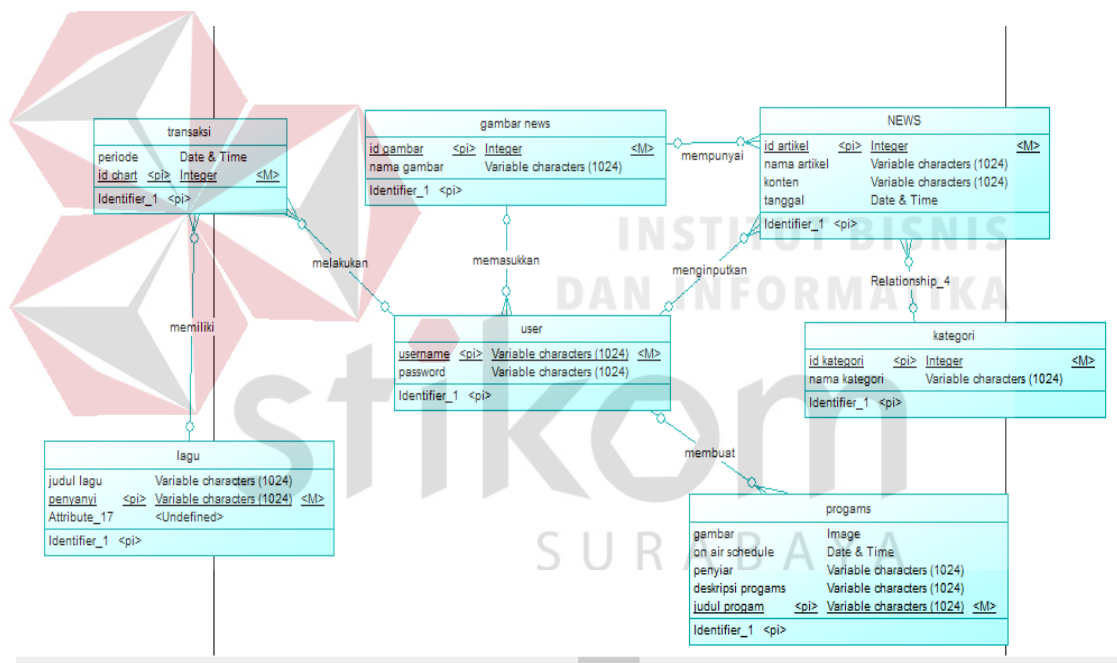 transaksi
periode Date & Time
id chart <pi> Integer <M>
Identifier_1 <pi>
gambar news
id gambar <pi> Integer <M>
nama gambar Variable characters (1024)
Identifier_1 <pi>
NEWS
id artikel <pi> Integer <M>
nama artikel Variable characters (1024)
konten Variable characters (1024)
tanggal Date & Time
Identifier_1 <pi>
mempunyai
melakukan
memasukkan
menginputkan
Relationship_4
memiliki
user
username <pi> Variable characters (1024) <M>
password Variable characters (1024)
Identifier_1 <pi>
kategori
id kategori <pi> Integer <M>
nama kategori Variable characters (1024)
Identifier_1 <pi>
membuat
lagu
judul lagu Variable characters (1024)
penyanyi <pi> Variable characters (1024) <M>
Attribute_17 <Undefined>
Identifier_1 <pi>
progams
gambar Image
on air schedule Date & Time
penyiar Variable characters (1024)
deskripsi progams Variable characters (1024)
judul progam <pi> Variable characters (1024) <M>
Identifier_1 <pi>
INSTITUT BISNIS
DAN INFORMATIKA
stikom
SURABAYA